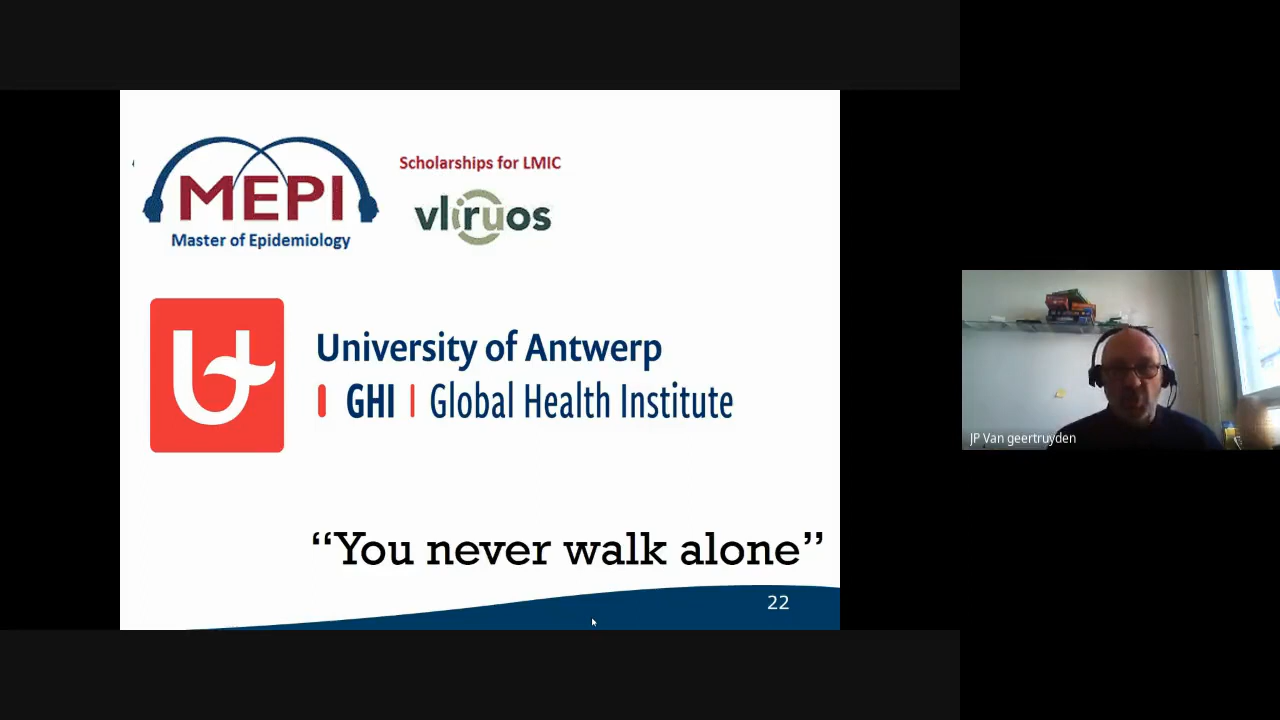 MEPI
Master of Epidemiology
Scholarships for LMIC
vliruos
University of Antwerp
GHI | Global Health Institute
“You never walk alone”
22
JP Van geertruyden